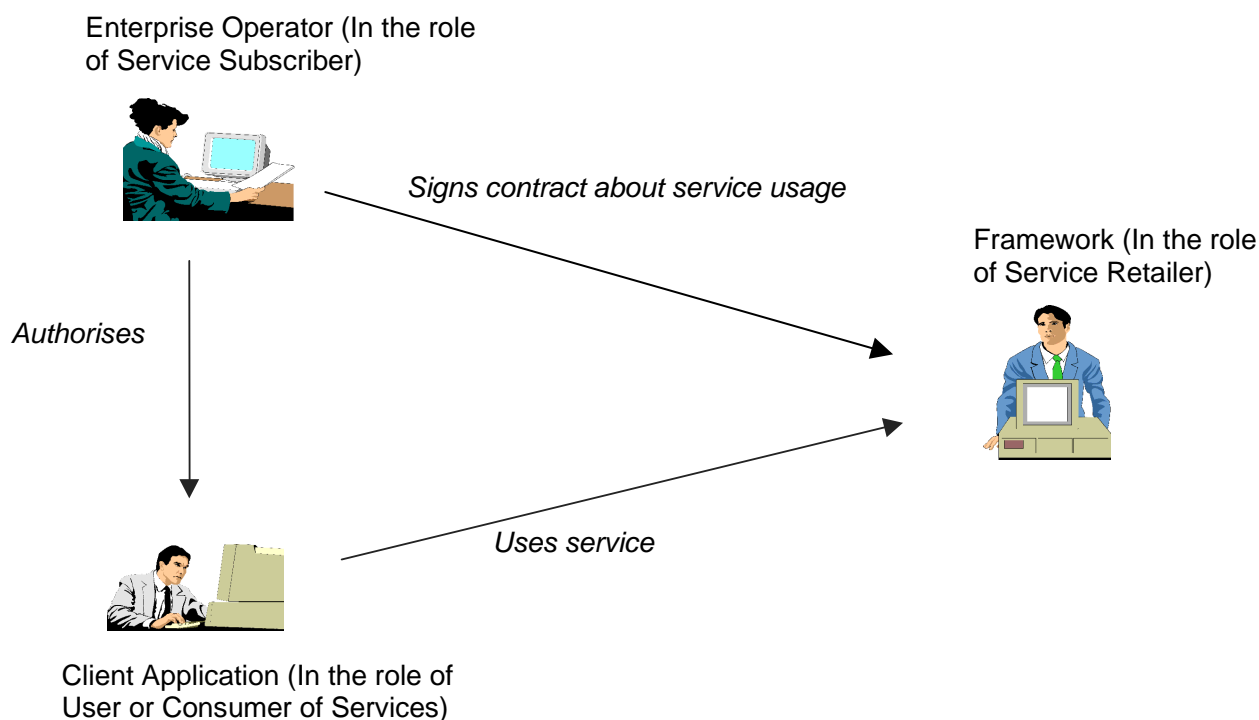 Enterprise Operator (In the role
of Service Subscriber)
Signs contract about service usage
Framework (In the role
of Service Retailer)
Authorises
Uses service
Client Application (In the role of
User or Consumer of Services)